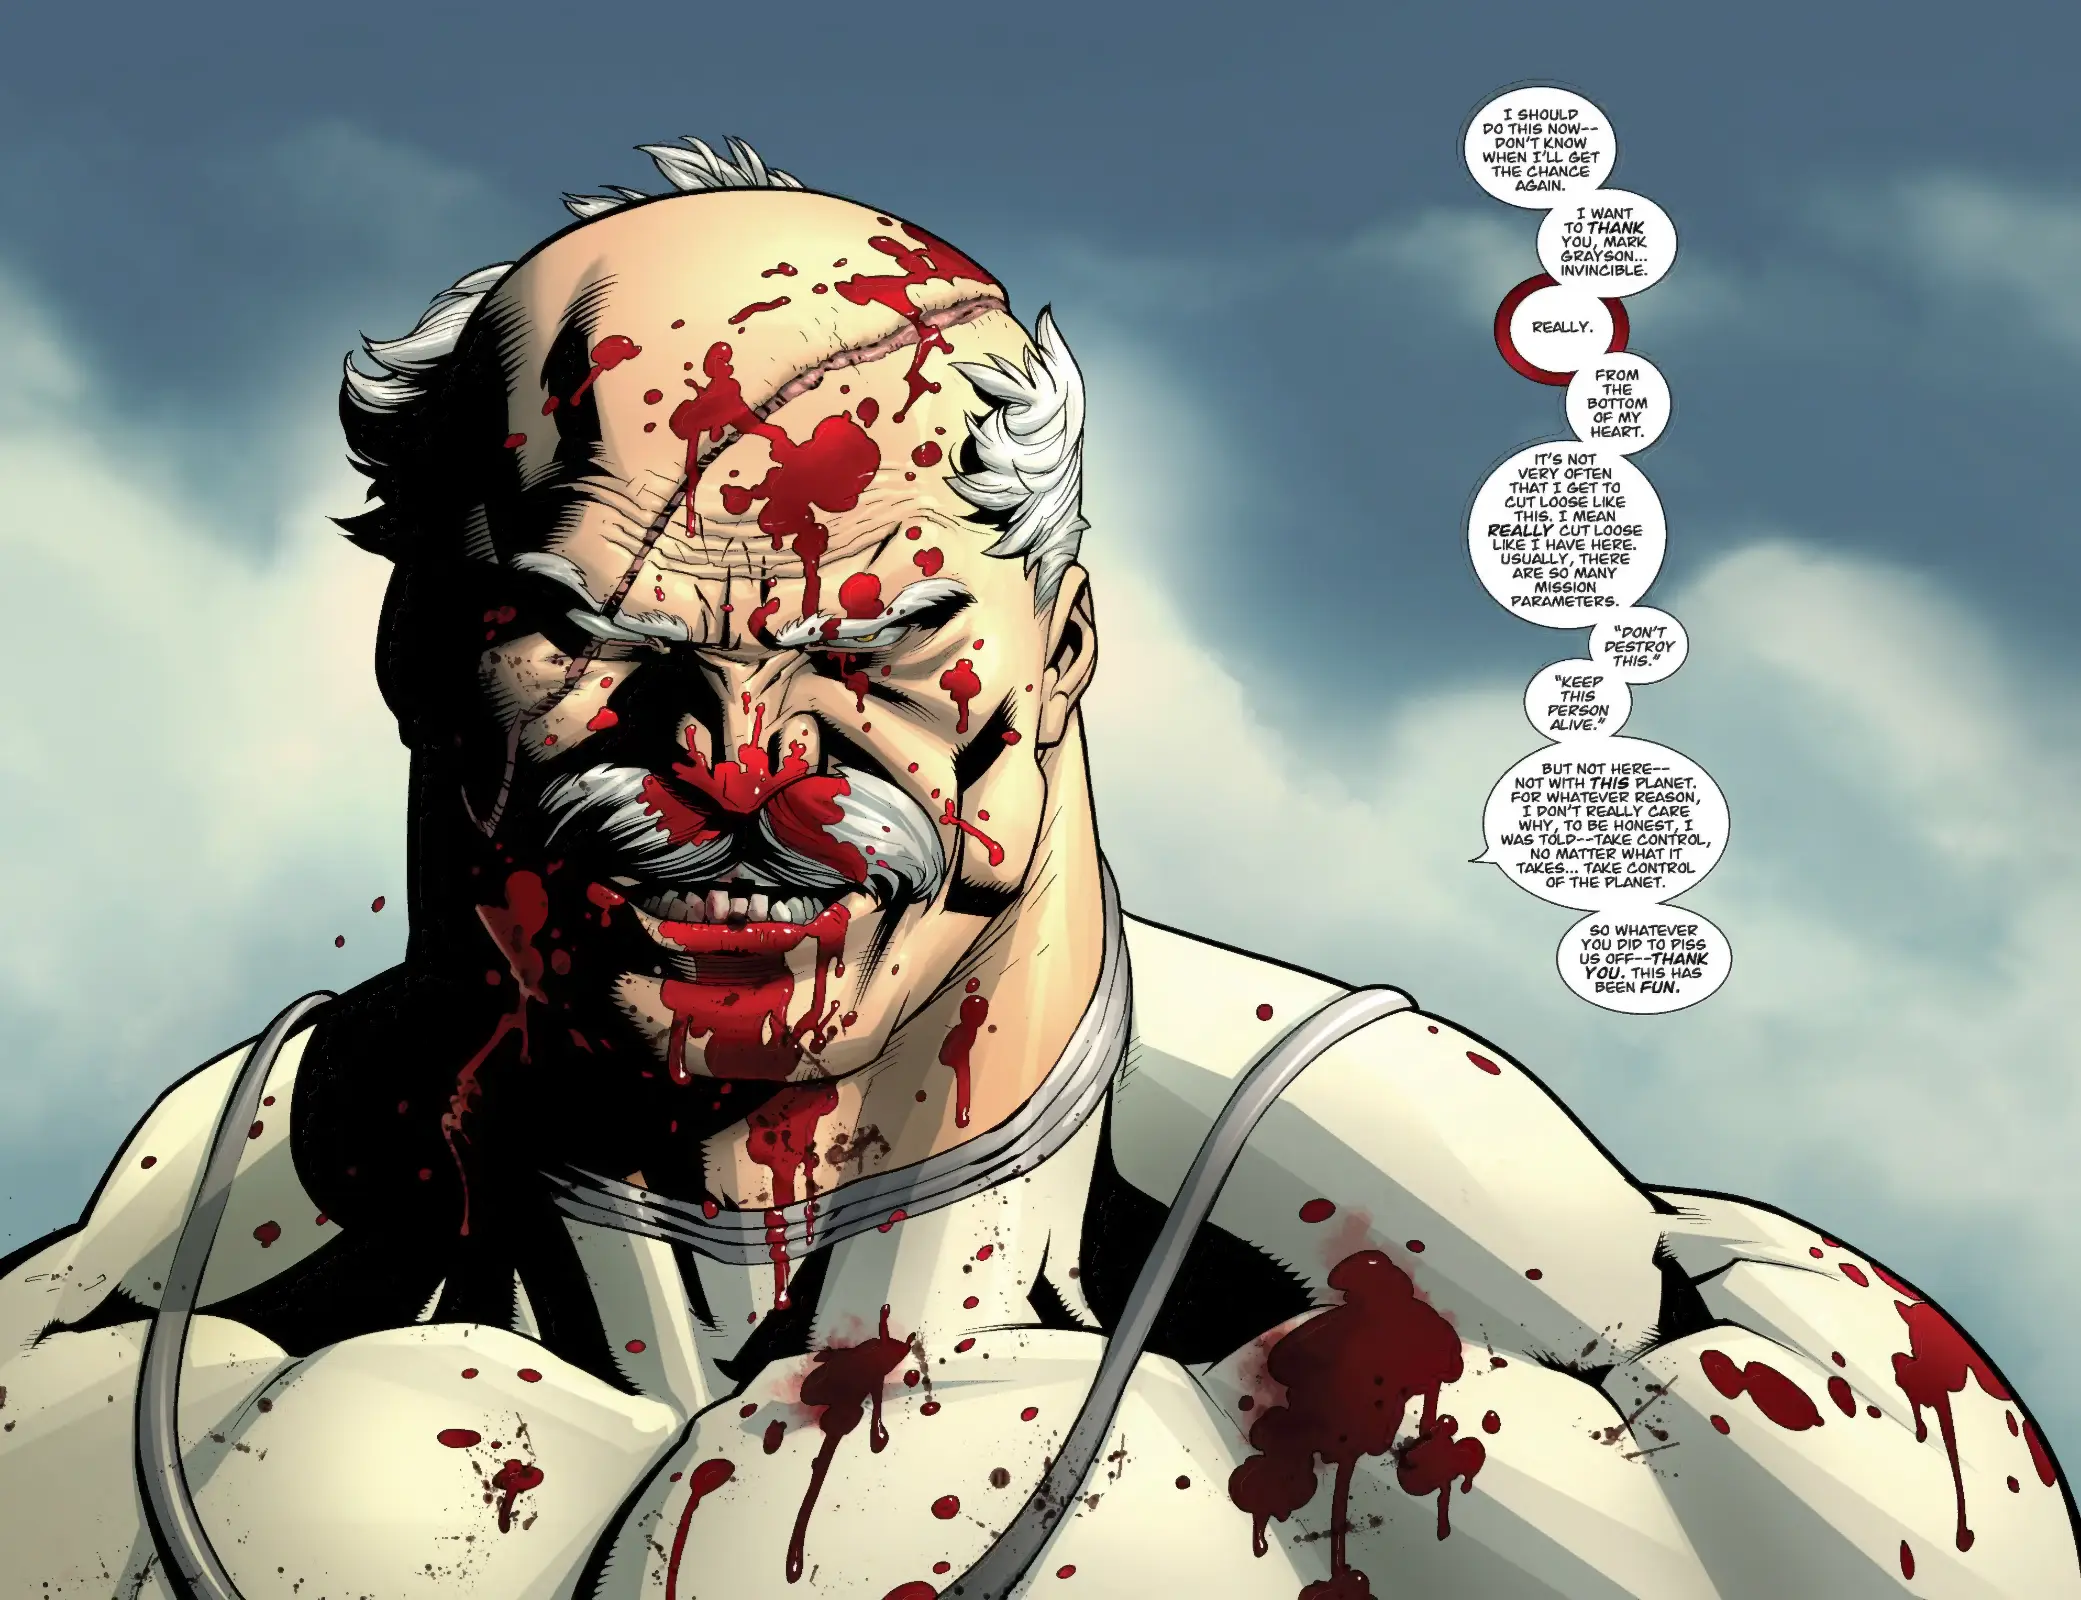 I SHOULD
DO THIS NOW--
DON'T KNOW
WHEN I'LL GET
THE CHANCE
AGAIN.
I WANT
TO THANK
YOU, MARK
GRAYSON...
INVINCIBLE.
REALLY.
FROM
THE
BOTTOM
OF MY
HEART.
IT'S NOT
VERY OFTEN
THAT I GET TO
CUT LOOSE LIKE
THIS. I MEAN
REALLY CUT LOOSE
LIKE I HAVE HERE.
USUALLY, THERE
ARE SO MANY
MISSION
PARAMETERS.
"DON'T
DESTROY
THIS."
"KEEP
THIS
PERSON
ALIVE."
BUT NOT HERE--
NOT WITH THIS PLANET.
FOR WHATEVER REASON,
I DON'T REALLY CARE
WHY, TO BE HONEST, I
WAS TOLD--TAKE CONTROL,
NO MATTER WHAT IT
TAKES... TAKE CONTROL
OF THE PLANET.
SO WHATEVER
YOU DID TO PISS
US OFF--THANK
YOU. THIS HAS
BEEN FUN.